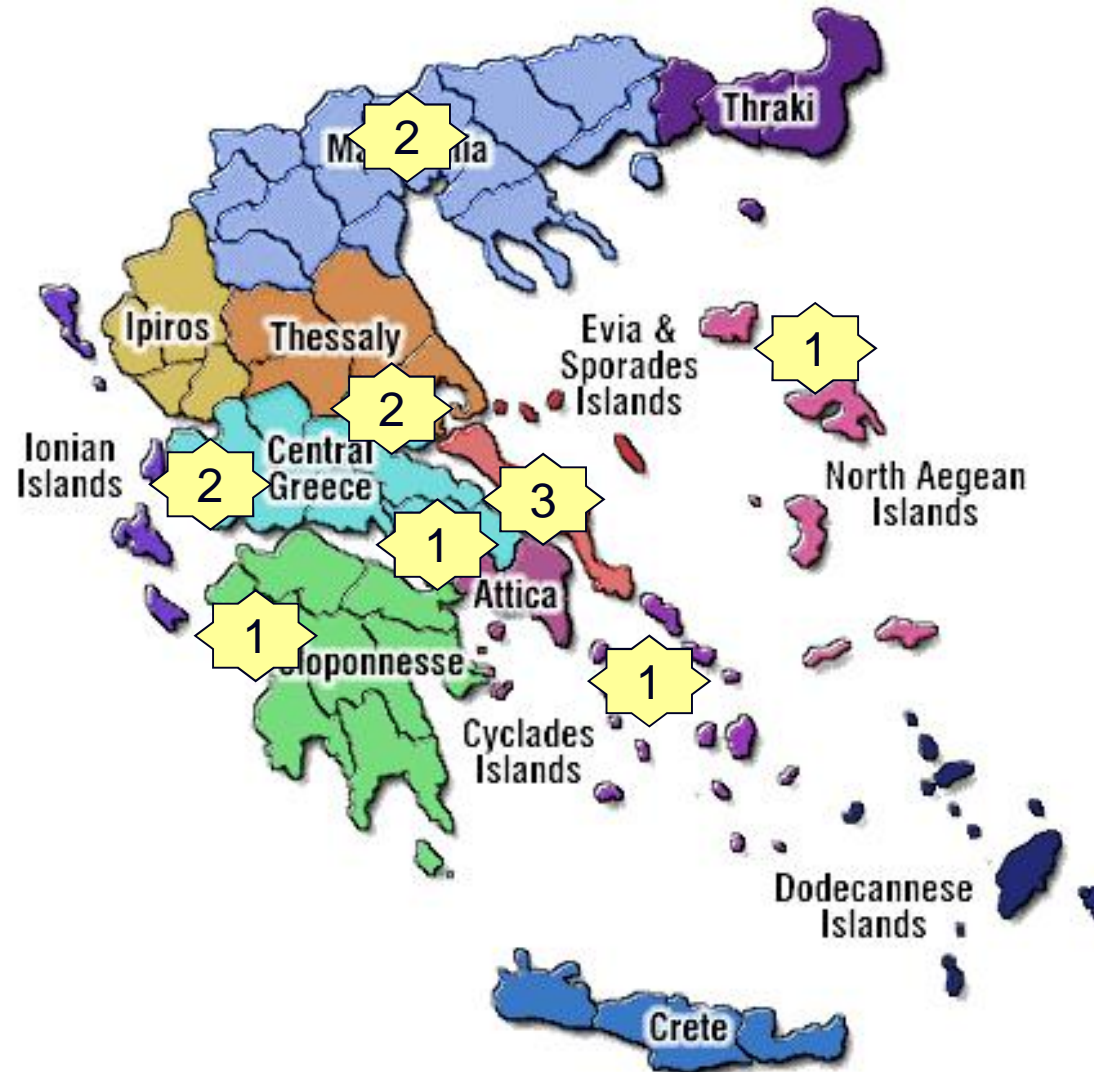 Thraki
2
1
Evia &
Sporades
Islands
Ipiros
Thessaly
2
Ionian
Islands
Central
Greece
2
3
North Aegean
Islands
1
Attica
1
1
Cyclades
Islands
Dodecannese
Islands
Crete